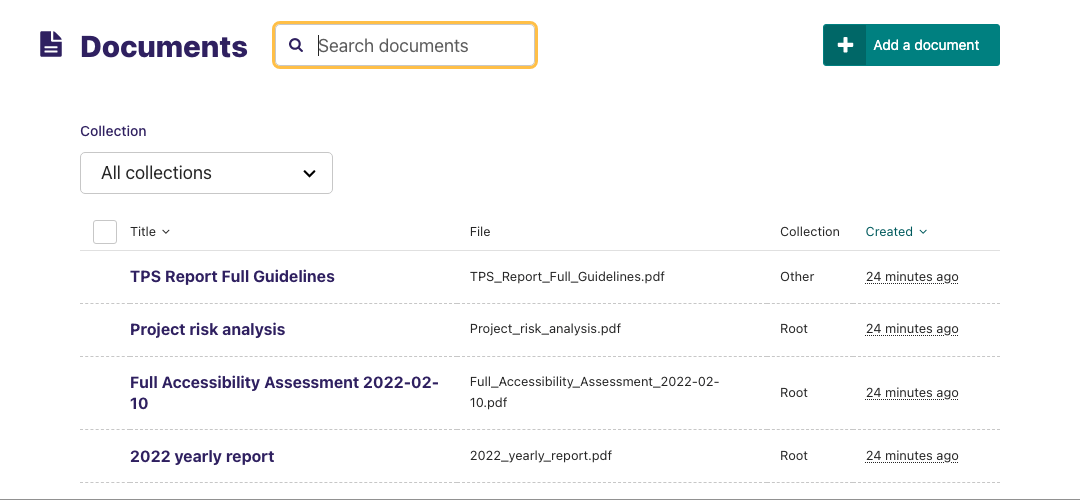 Documents
Search documents
Add a document
Collection
All collections
Title File Collection Created
TPS Report Full Guidelines TPS_Report_Full_Guidelines.pdf Other 24 minutes ago
Project risk analysis Project_risk_analysis.pdf Root 24 minutes ago
Full Accessibility Assessment 2022-02-
10
Full_Accessibility_Assessment_2022-02-
10.pdf
Root 24 minutes ago
2022 yearly report 2022_yearly_report.pdf Root 24 minutes ago